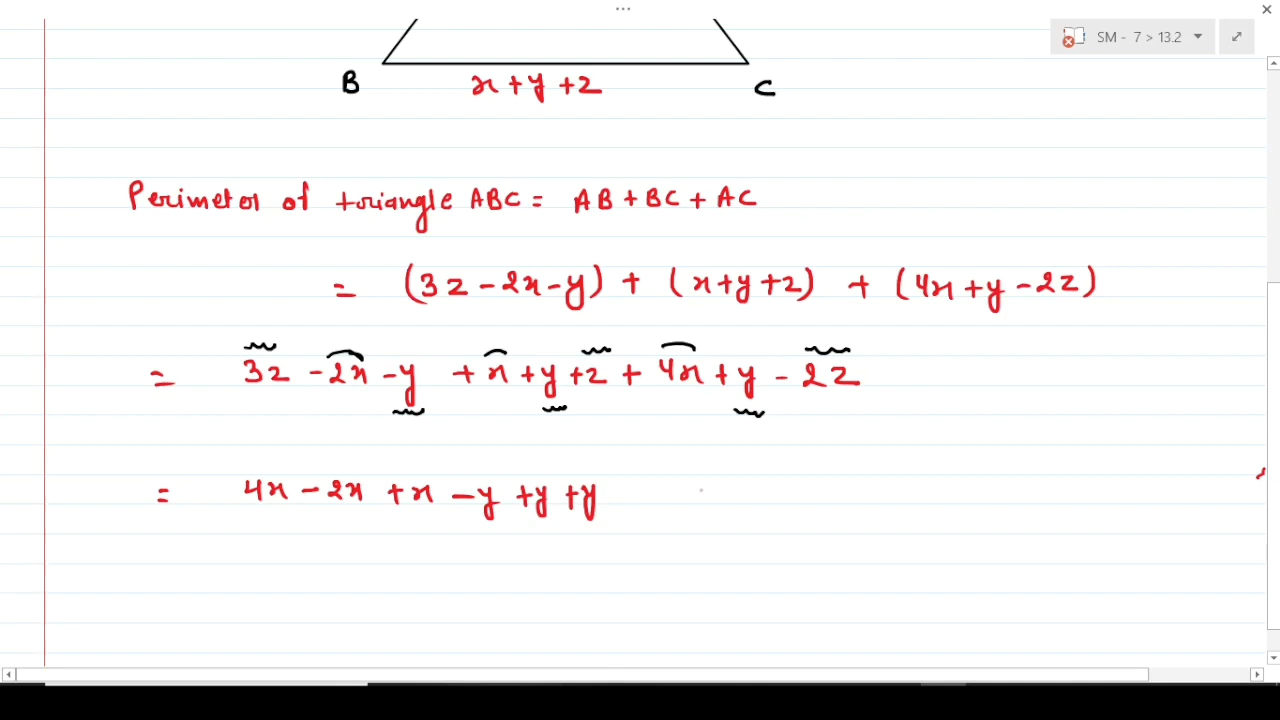 SM - 7 > 13.2
B
C
x + y + z
Perimeter of triangle ABC = AB + BC + AC
= (3z - 2x - y) + (x + y + z) + (4x + y - 2z)
= 3z - 2x - y + x + y + z + 4x + y - 2z
= 4x - 2x + x - y + y + y